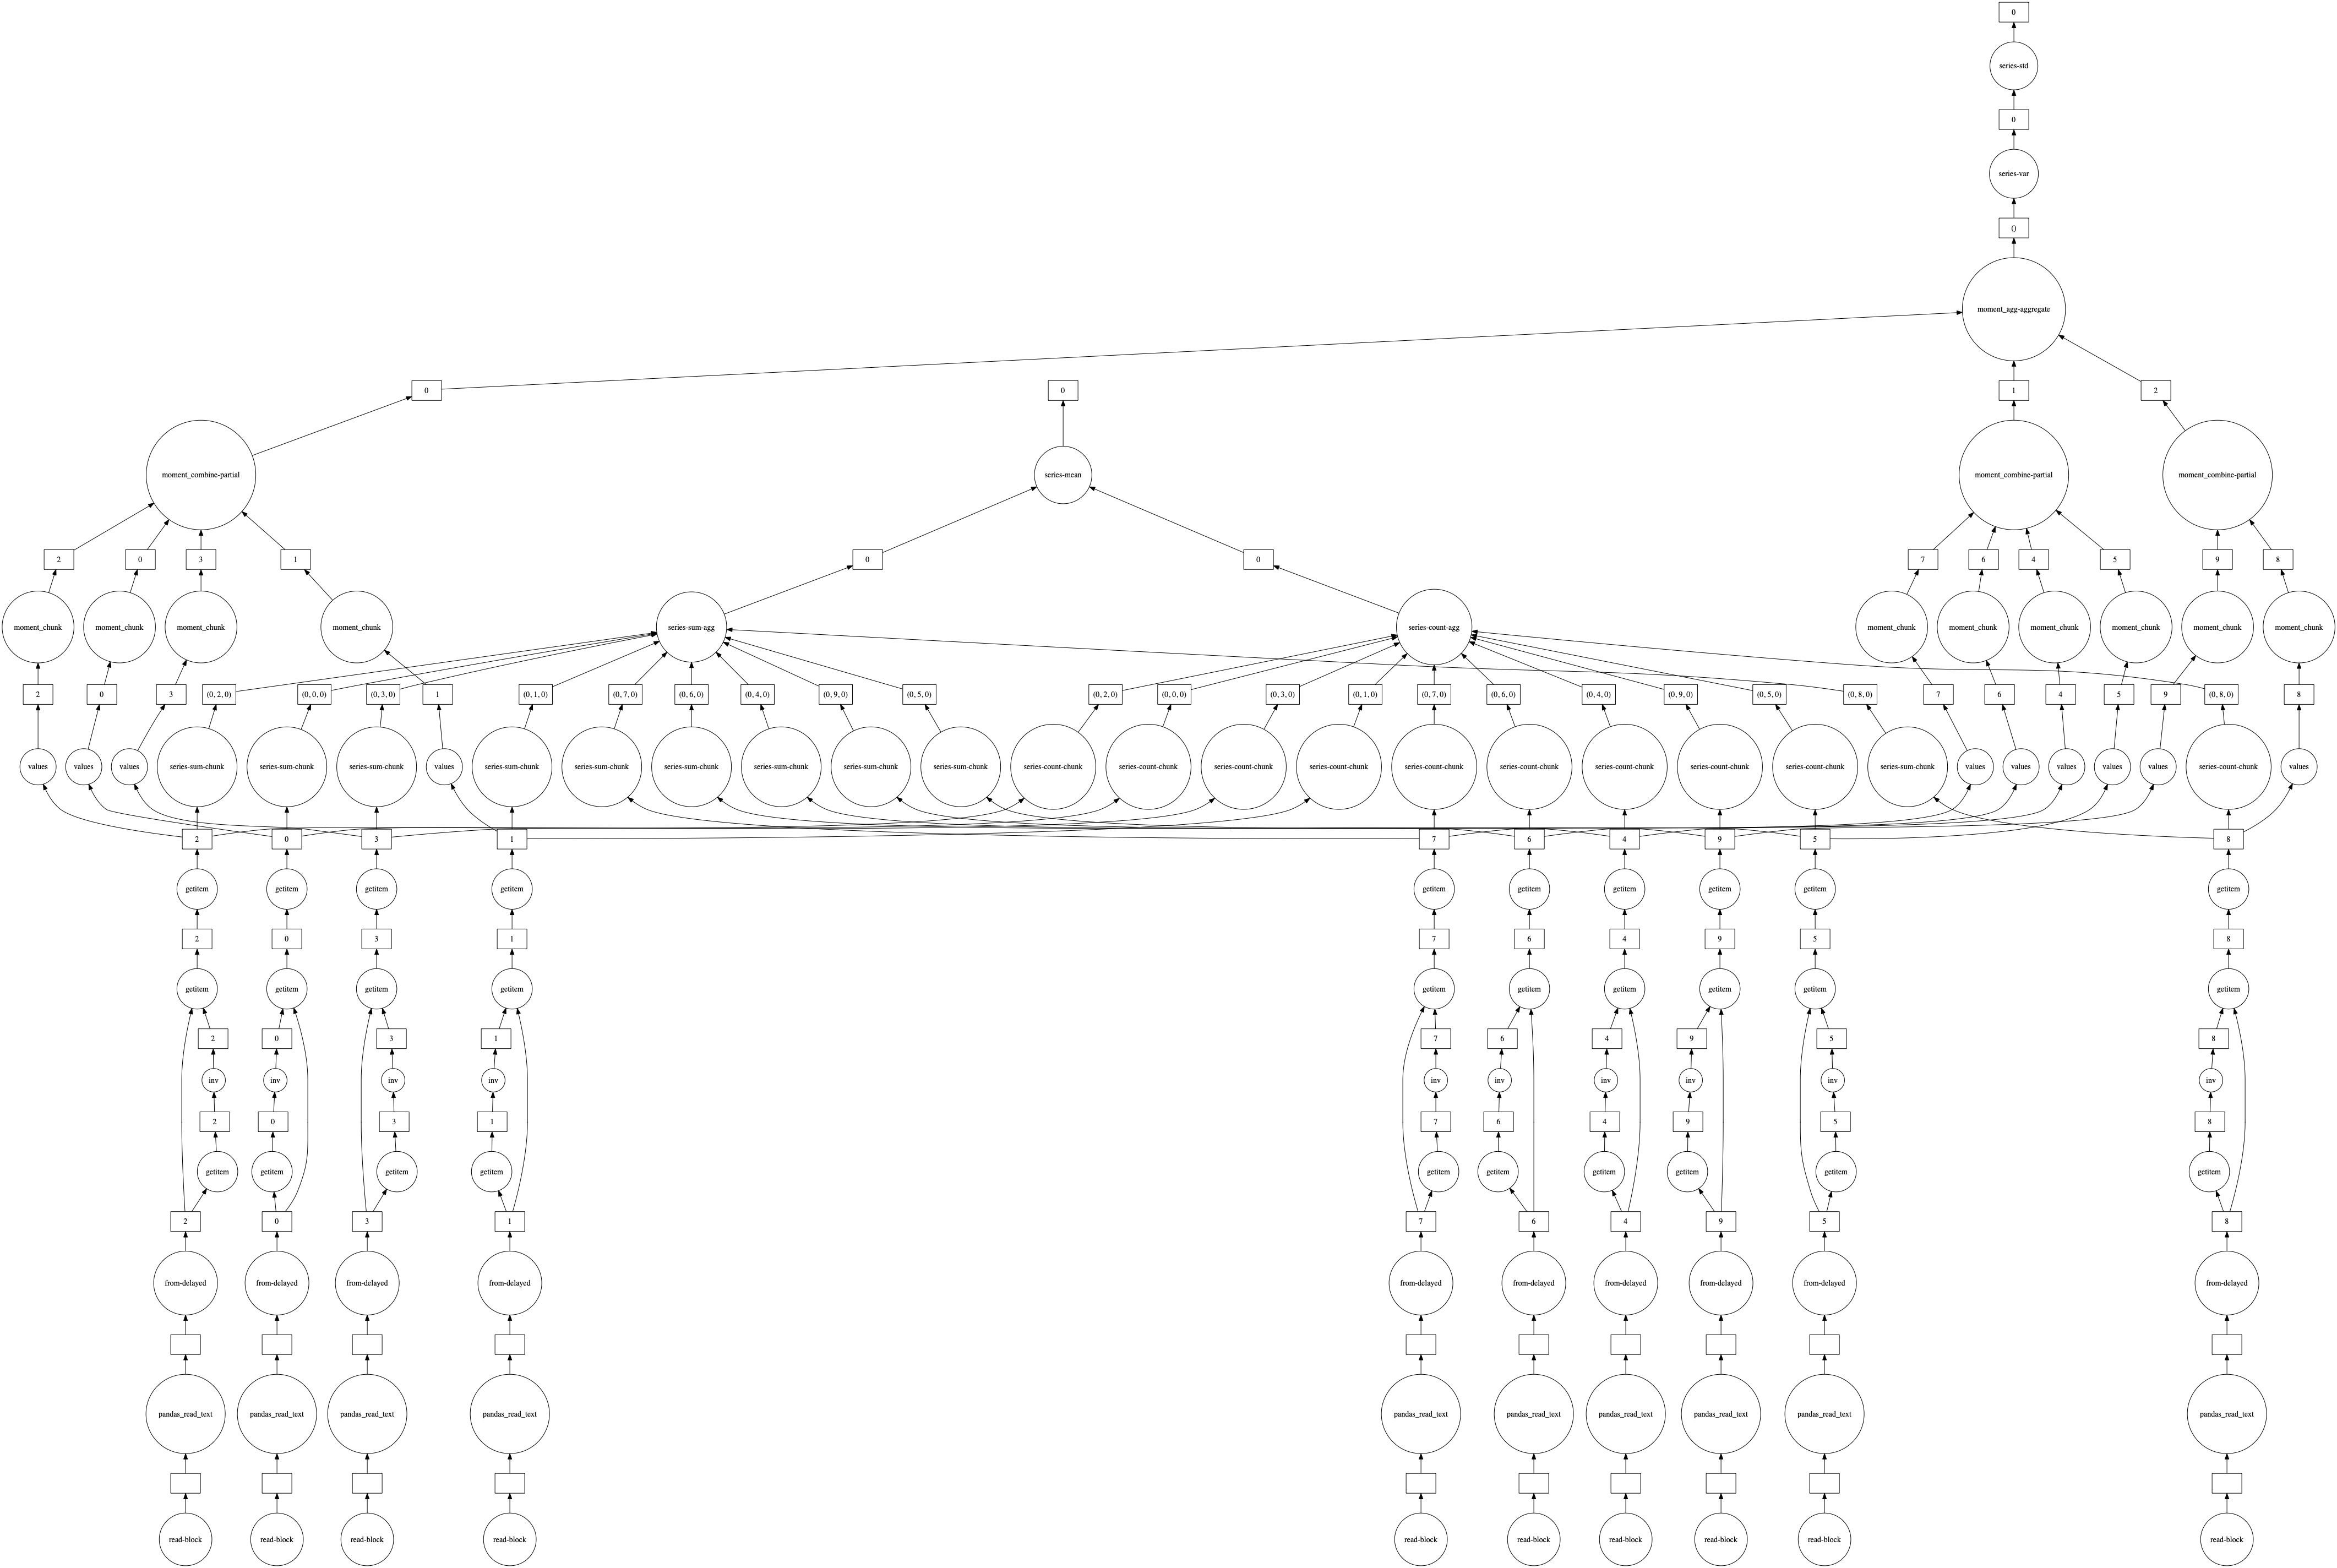 0
series-std
0
series-var
()
moment_agg-aggregate
0 0 1 2
moment_combine-partial series-mean moment_combine-partial moment_combine-partial
2 0 3 1 0 0 7 6 4 5 9 8
moment_chunk moment_chunk moment_chunk moment_chunk series-sum-agg series-count-agg moment_chunk moment_chunk moment_chunk moment_chunk moment_chunk moment_chunk
2 0 3 (0, 2, 0) (0, 0, 0) (0, 3, 0) 1 (0, 1, 0) (0, 7, 0) (0, 6, 0) (0, 4, 0) (0, 9, 0) (0, 5, 0) (0, 2, 0) (0, 0, 0) (0, 3, 0) (0, 1, 0) (0, 7, 0) (0, 6, 0) (0, 4, 0) (0, 9, 0) (0, 5, 0) (0, 8, 0) 7 6 4 5 9 (0, 8, 0) 8
values values values series-sum-chunk series-sum-chunk series-sum-chunk values series-sum-chunk series-sum-chunk series-sum-chunk series-sum-chunk series-sum-chunk series-sum-chunk series-count-chunk series-count-chunk series-count-chunk series-count-chunk series-count-chunk series-count-chunk series-count-chunk series-count-chunk series-count-chunk series-sum-chunk values values values values values series-count-chunk values
2 0 3 1 7 6 4 9 5 8
getitem getitem getitem getitem getitem getitem getitem getitem getitem getitem
2 0 3 1 7 6 4 9 5 8
getitem getitem getitem getitem getitem getitem getitem getitem getitem getitem
2 0 3 1 7 6 4 9 5 8
inv inv inv inv inv inv inv inv inv inv
2 0 3 1 7 6 4 9 5 8
getitem getitem getitem getitem getitem getitem getitem getitem getitem getitem
2 0 3 1 7 6 4 9 5 8
from-delayed from-delayed from-delayed from-delayed from-delayed from-delayed from-delayed from-delayed from-delayed from-delayed
pandas_read_text pandas_read_text pandas_read_text pandas_read_text pandas_read_text pandas_read_text pandas_read_text pandas_read_text pandas_read_text pandas_read_text
read-block read-block read-block read-block read-block read-block read-block read-block read-block read-block